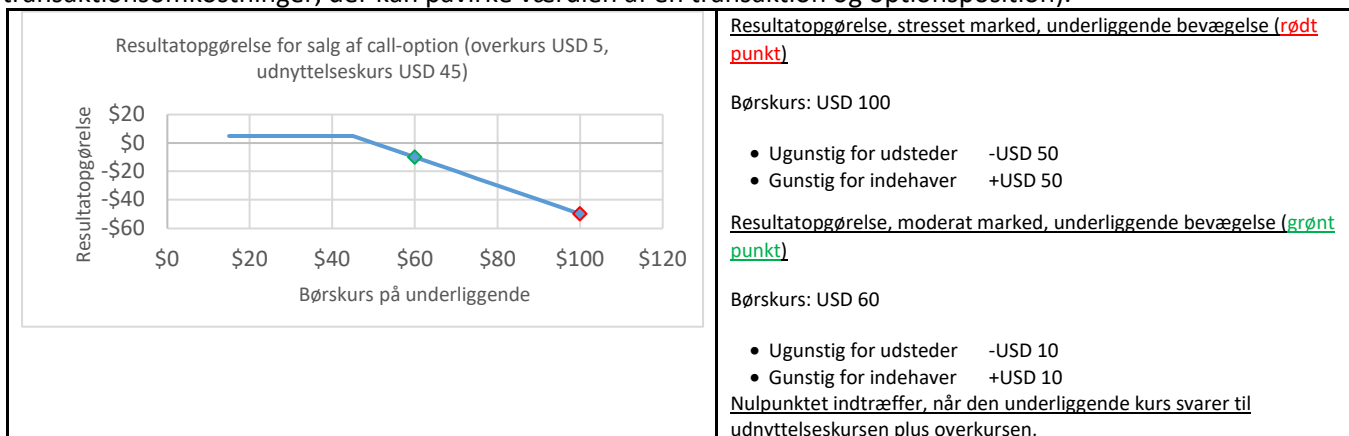 transaktionsomkostninger, der kan påvirke værdien af en transaktion og optionsposition).
Resultatopgørelse for salg af call-option (overkurs USD 5,
udnyttelseskurs USD 45)
Resultatopgørelse
$20
$0
-$20
-$40
-$60
$0 $20 $40 $60 $80 $100 $120
Børskurs på underliggende
Resultatopgørelse, stresset marked, underliggende bevægelse (rødt
punkt)
Børskurs: USD 100
• Ugunstig for udsteder -USD 50
• Gunstig for indehaver +USD 50
Resultatopgørelse, moderat marked, underliggende bevægelse (grønt
punkt)
Børskurs: USD 60
• Ugunstig for udsteder -USD 10
• Gunstig for indehaver +USD 10
Nulpunktet indtræffer, når den underliggende kurs svarer til
udnyttelseskursen plus overkursen.